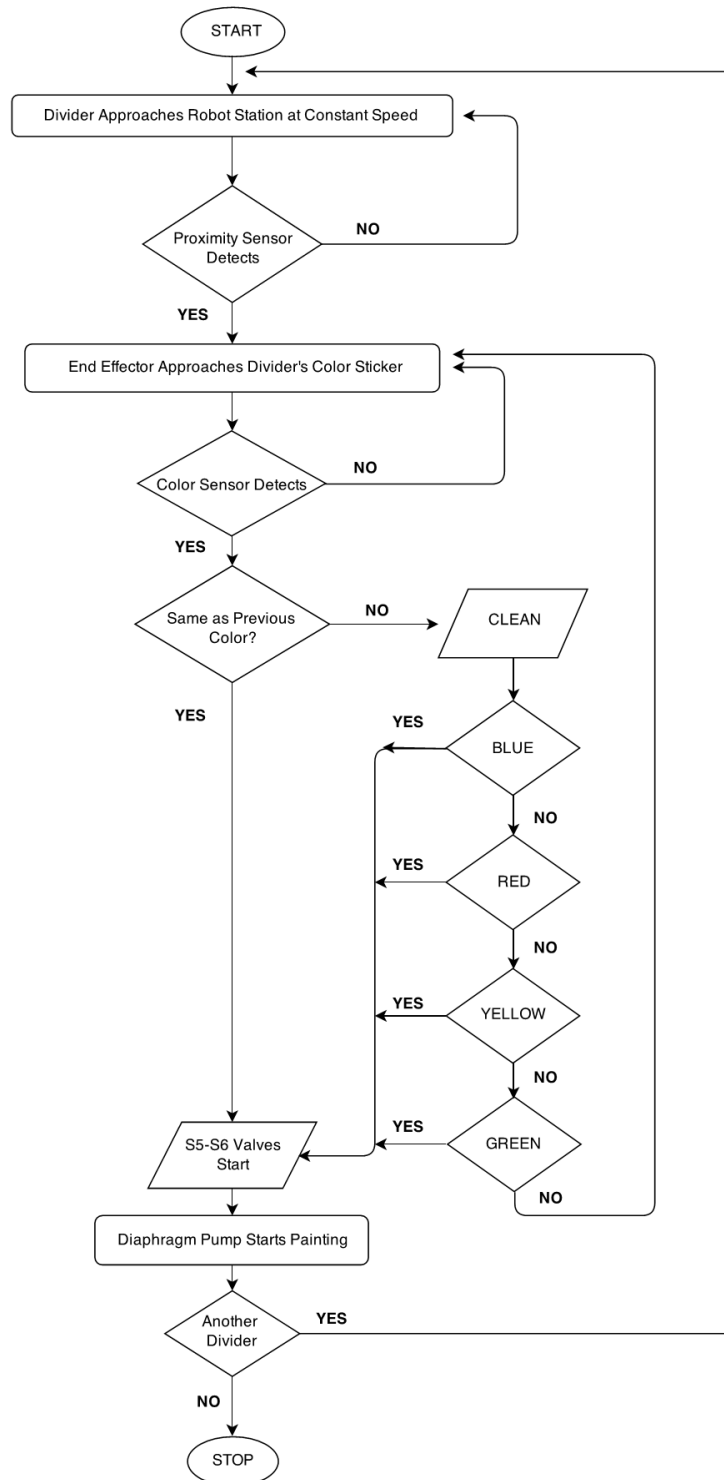 START
Divider Approaches Robot Station at Constant Speed
Proximity Sensor
Detects
NO
YES
End Effector Approaches Divider's Color Sticker
Color Sensor Detects
NO
YES
Same as Previous
Color?
NO
CLEAN
YES
YES
BLUE
NO
YES
RED
NO
YES
YELLOW
NO
YES
GREEN
NO
S5-S6 Valves
Start
Diaphragm Pump Starts Painting
Another
Divider
YES
NO
STOP